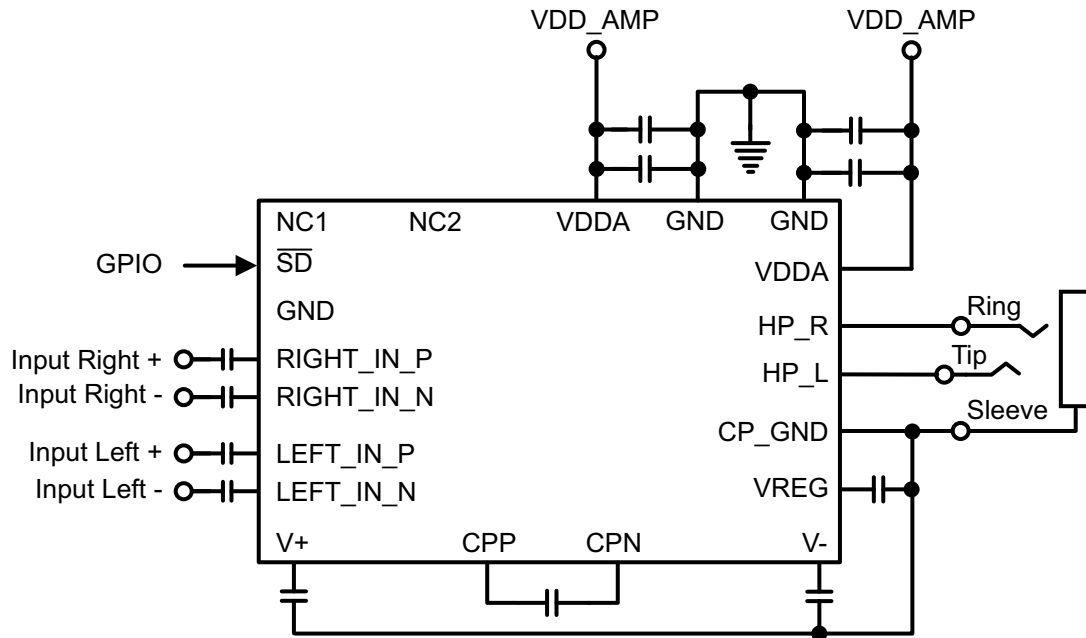 VDD_AMP
VDD_AMP
NC1
NC2
VDDA
GND
GND
GPIO
SD
VDDA
GND
HP_R
Ring
Input Right +
RIGHT_IN_P
HP_L
Tip
Input Right -
RIGHT_IN_N
CP_GND
Sleeve
Input Left +
LEFT_IN_P
Input Left -
LEFT_IN_N
VREG
V+
CPP
CPN
V-